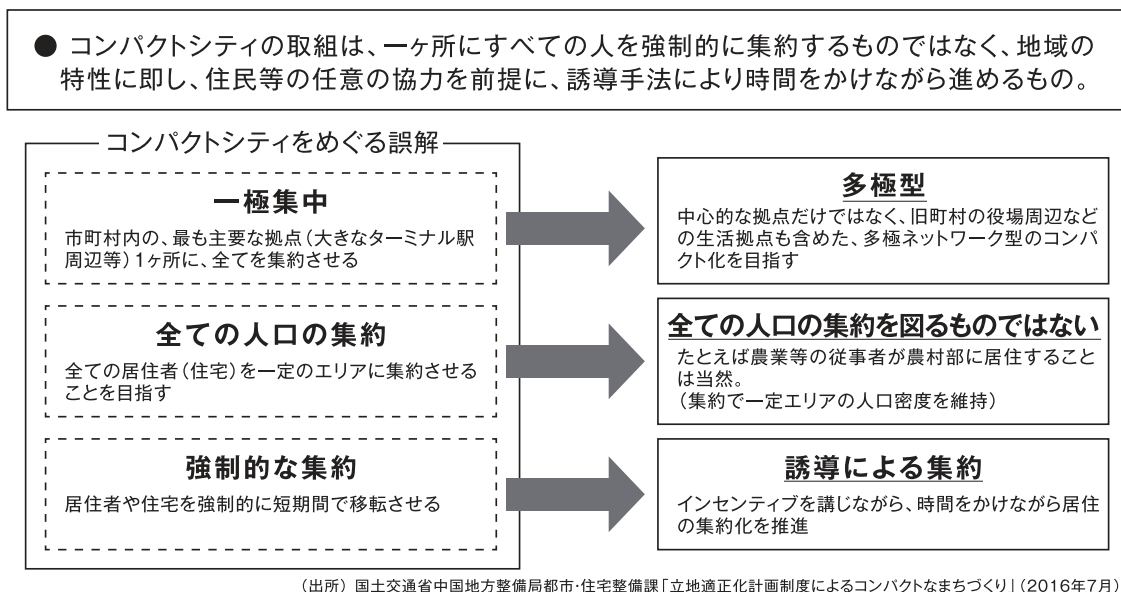 ● コンパクトシティの取組は、一ヶ所にすべての人を強制的に集約するものではなく、地域の
特性に即し、住民等の任意の協力を前提に、誘導手法により時間をかけながら進めるもの。
コンパクトシティをめぐる誤解
一極集中
市町村内の、最も主要な拠点(大きなターミナル駅
周辺等)1ヶ所に、全てを集約させる
多極型
中心的な拠点だけではなく、旧町村の役場周辺など
の生活拠点も含めた、多極ネットワーク型のコンパ
クト化を目指す
全ての人口の集約
全ての居住者(住宅)を一定のエリアに集約させる
ことを目指す
全ての人口の集約を図るものではない
たとえば農業等の従事者が農村部に居住すること
は当然。
(集約で一定エリアの人口密度を維持)
強制的な集約
居住者や住宅を強制的に短期間で移転させる
誘導による集約
インセンティブを講じながら、時間をかけながら居住
の集約化を推進
(出所) 国土交通省中国地方整備局都市・住宅整備課「立地適正化計画制度によるコンパクトなまちづくり」(2016年7月)